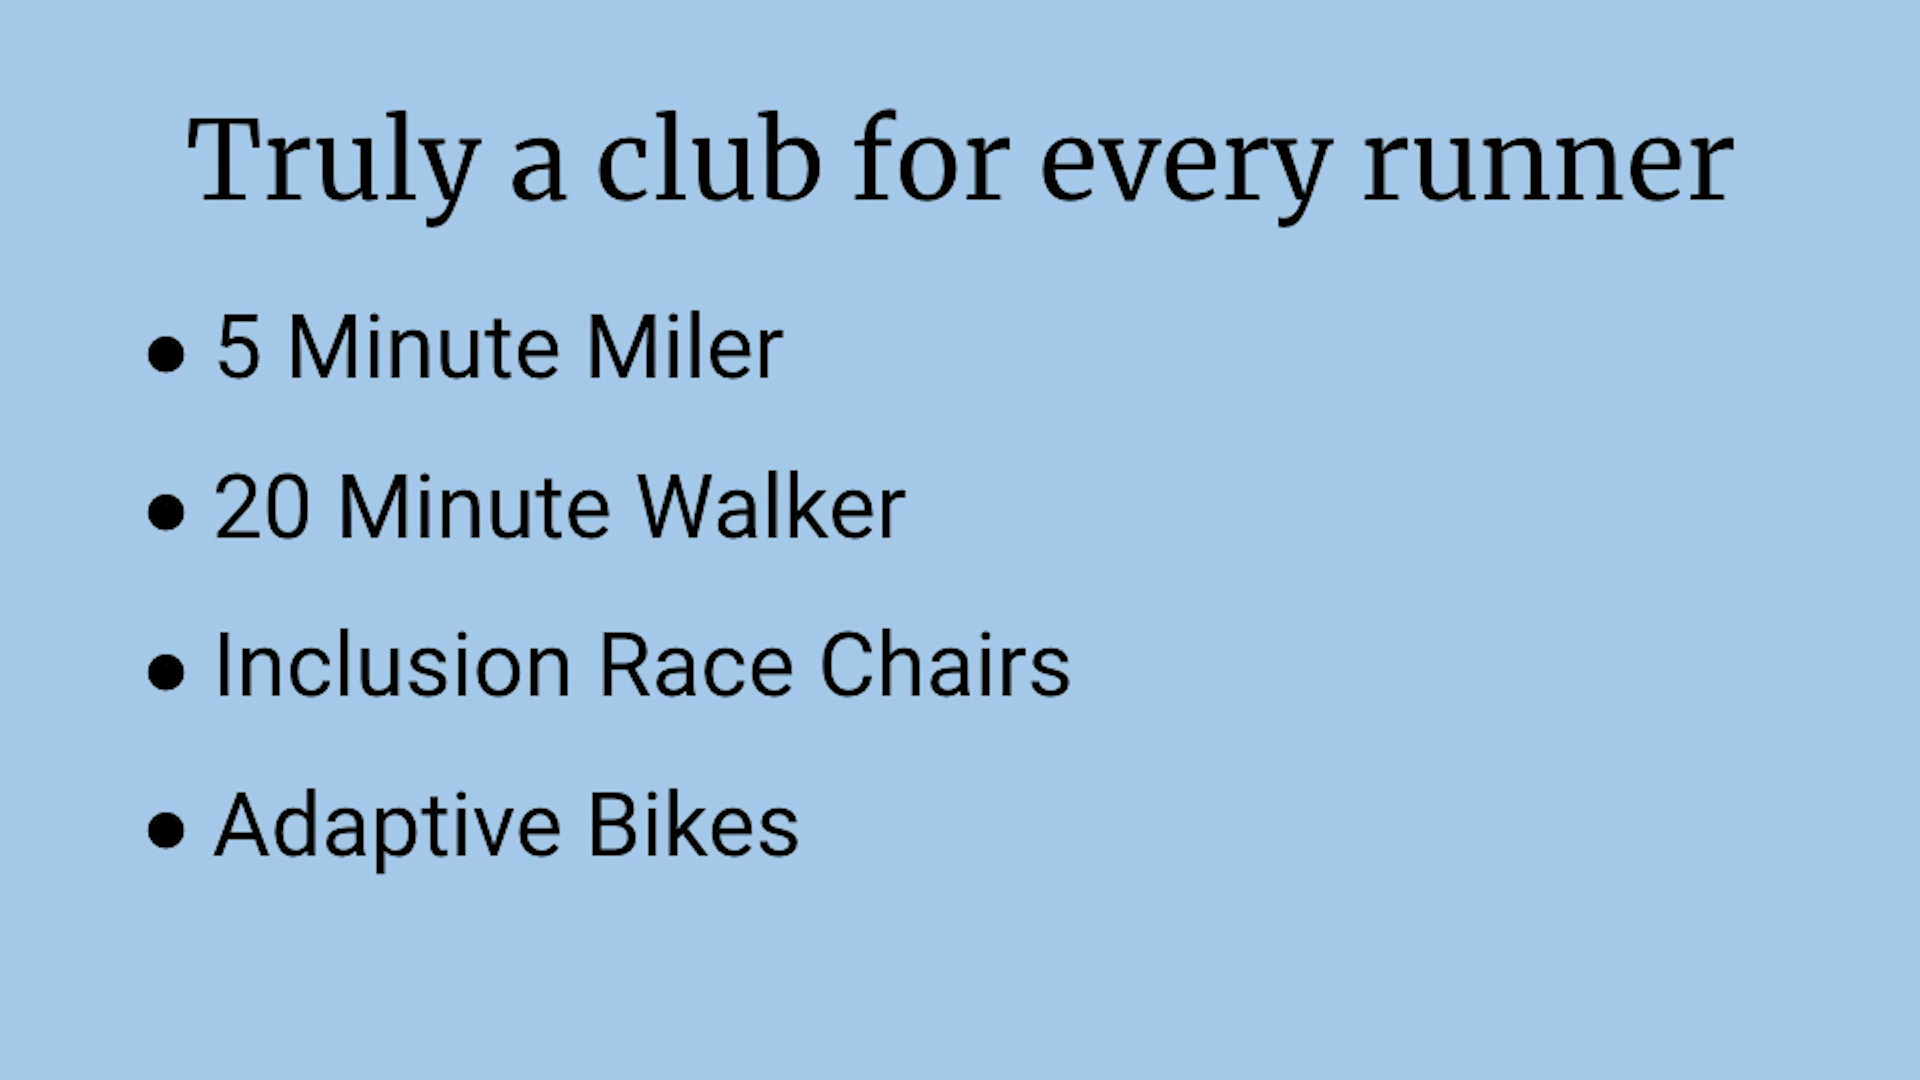 Truly a club for every runner
● 5 Minute Miler
● 20 Minute Walker
● Inclusion Race Chairs
● Adaptive Bikes